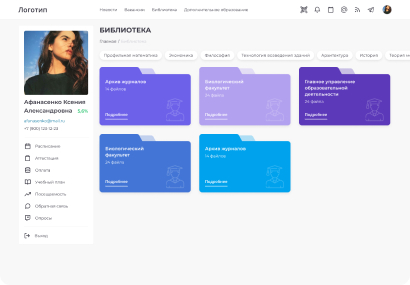 Логотип
Новости Вакансии Библиотека Дополнительное образование
БИБЛИОТЕКА
Главная / Библиотека
Профильная математика Экономика Философия Технология возведения зданий Архитектура История Теория
Афанасенко Ксения
Александровна 3,6%
afanasenko@mail.ru
+7 (800) 123-12-23
Расписание
Аттестация
Оплата
Учебный план
Посещаемость
Обратная связь
Опросы
Выход
Архив журналов
14 файлов
Подробнее
Биологический
факультет
24 файла
Подробнее
Главное управление
образовательной
деятельности
24 файла
Подробнее
Биологический
факультет
24 файла
Подробнее
Архив журналов
14 файлов
Подробнее